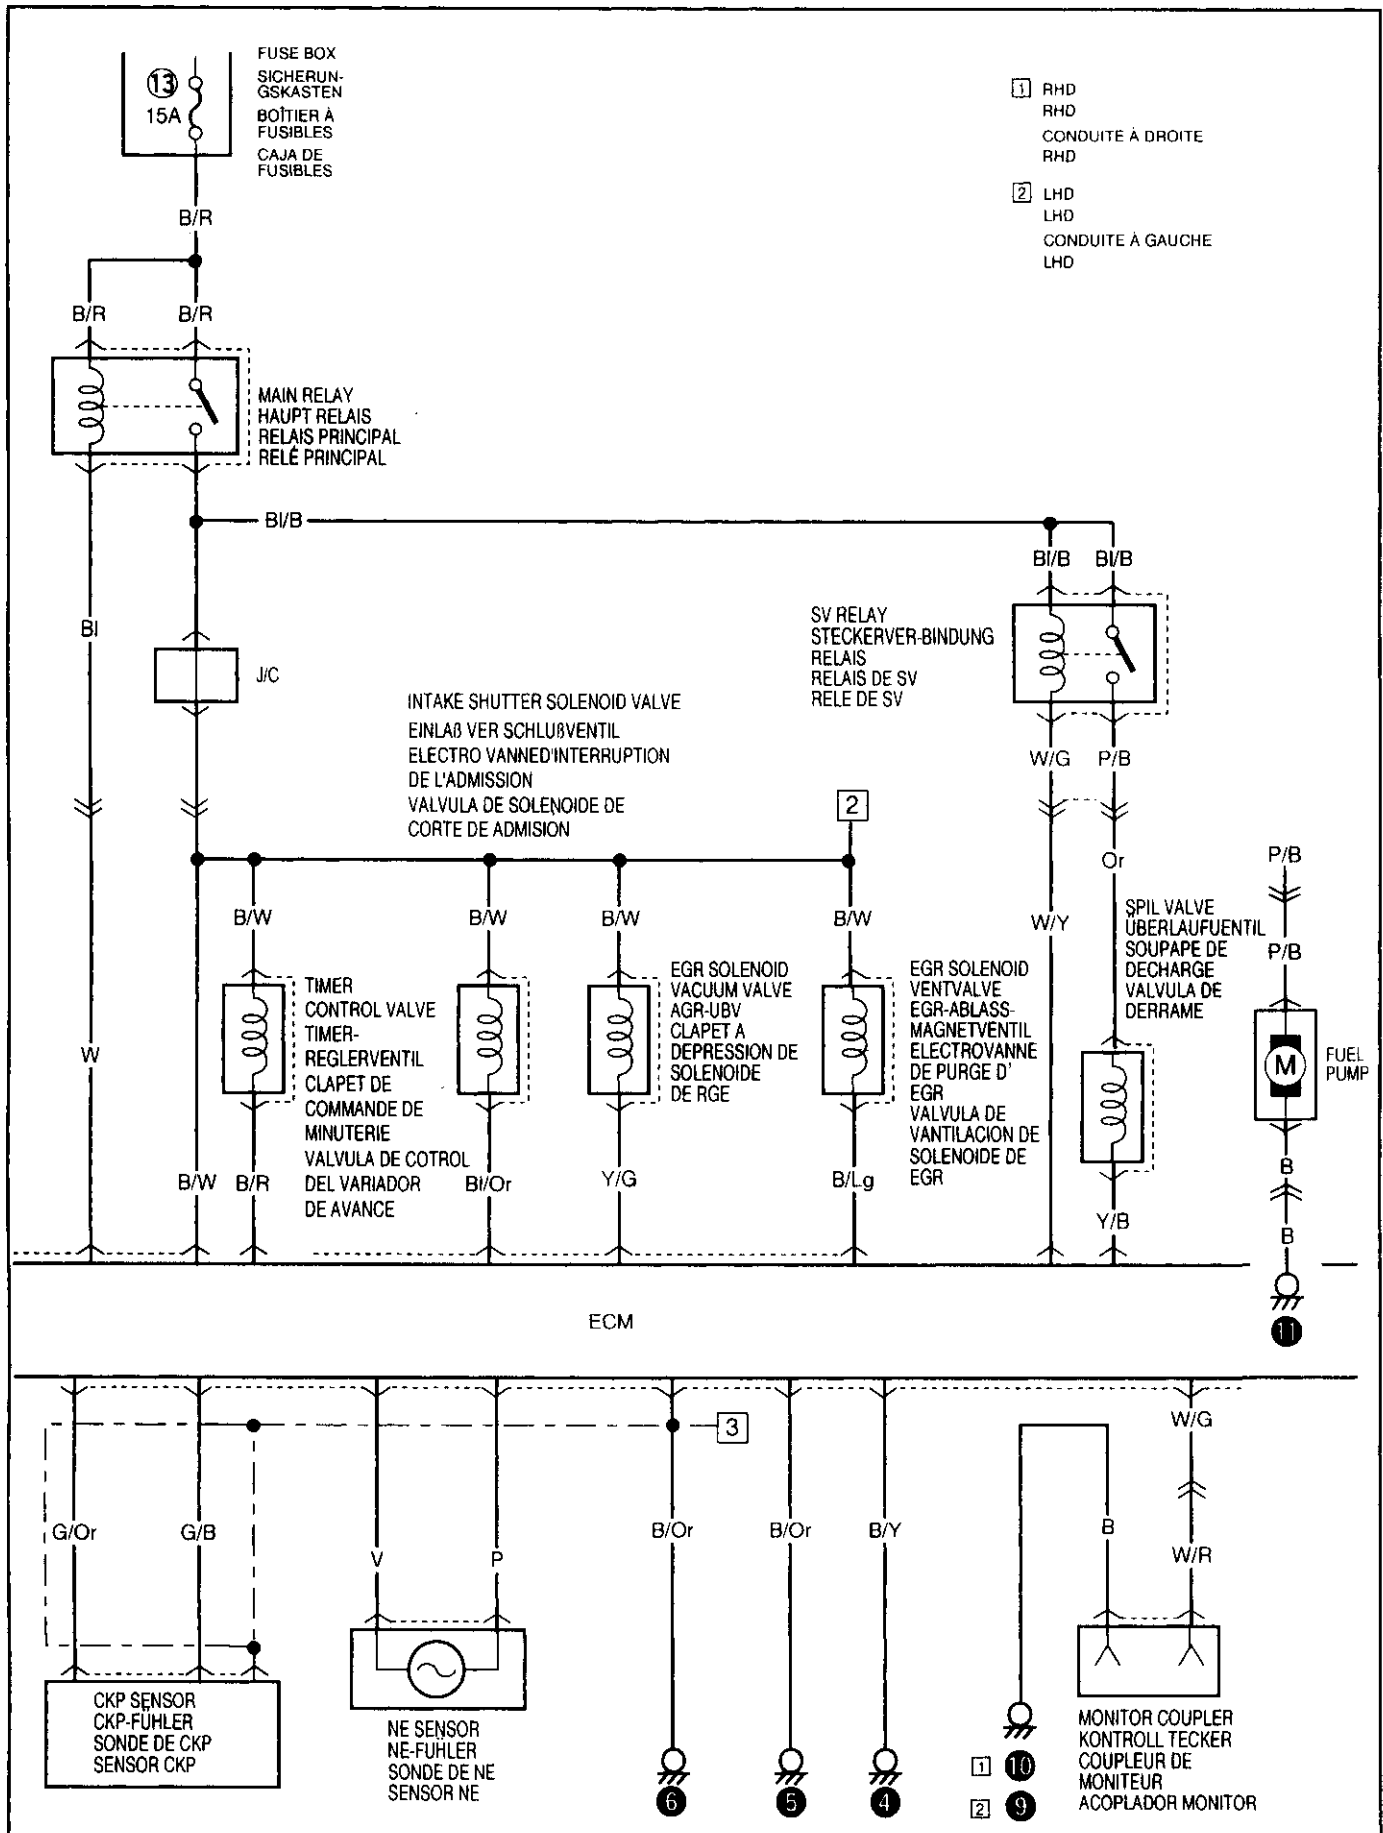 FUSE BOX
SICHERUN-
GSKASTEN
BOÎTIER À
FUSIBLES
CAJA DE
FUSIBLES
13
15A
1 RHD
RHD
CONDUITE À DROITE
RHD
2 LHD
LHD
CONDUITE À GAUCHE
LHD
B/R
B/R
B/R
MAIN RELAY
HAUPT RELAIS
RELAIS PRINCIPAL
RELÉ PRINCIPAL
Bl/B
Bl/B
Bl/B
Bl
J/C
SV RELAY
STECKERVER-BINDUNG
RELAIS
RELAIS DE SV
RELE DE SV
INTAKE SHUTTER SOLENOID VALVE
EINLAß VER SCHLUßVENTIL
ELECTRO VANNED'INTERRUPTION
DE L'ADMISSION
VALVULA DE SOLENOIDE DE
CORTE DE ADMISION
W/G
P/B
2
Or
P/B
B/W
B/W
B/W
B/W
W/Y
P/B
SPIL VALVE
ÜBERLAUFUENTIL
SOUPAPE DE
DECHARGE
VALVULA DE
DERRAME
TIMER
CONTROL VALVE
TIMER-
REGLERVENTIL
CLAPET DE
COMMANDE DE
MINUTERIE
VALVULA DE COTROL
DEL VARIADOR
DE AVANCE
EGR SOLENOID
VACUUM VALVE
AGR-UBV
CLAPET A
DEPRESSION DE
SOLENOIDE
DE RGE
EGR SOLENOID
VENTVALVE
EGR-ABLASS-
MAGNETVENTIL
ELECTROVANNE
DE PURGE D'
EGR
VALVULA DE
VANTILACION DE
SOLENOIDE DE
EGR
M
FUEL
PUMP
W
B/W
B/R
Bl/Or
Y/G
B/Lg
Y/B
B
B
11
ECM
3
W/G
G/Or
G/B
V
P
B/Or
B/Or
B/Y
B
W/R
CKP SENSOR
CKP-FÜHLER
SONDE DE CKP
SENSOR CKP
NE SENSOR
NE-FÜHLER
SONDE DE NE
SENSOR NE
6
5
4
1 10
2 9
MONITOR COUPLER
KONTROLL TECKER
COUPLEUR DE
MONITEUR
ACOPLADOR MONITOR